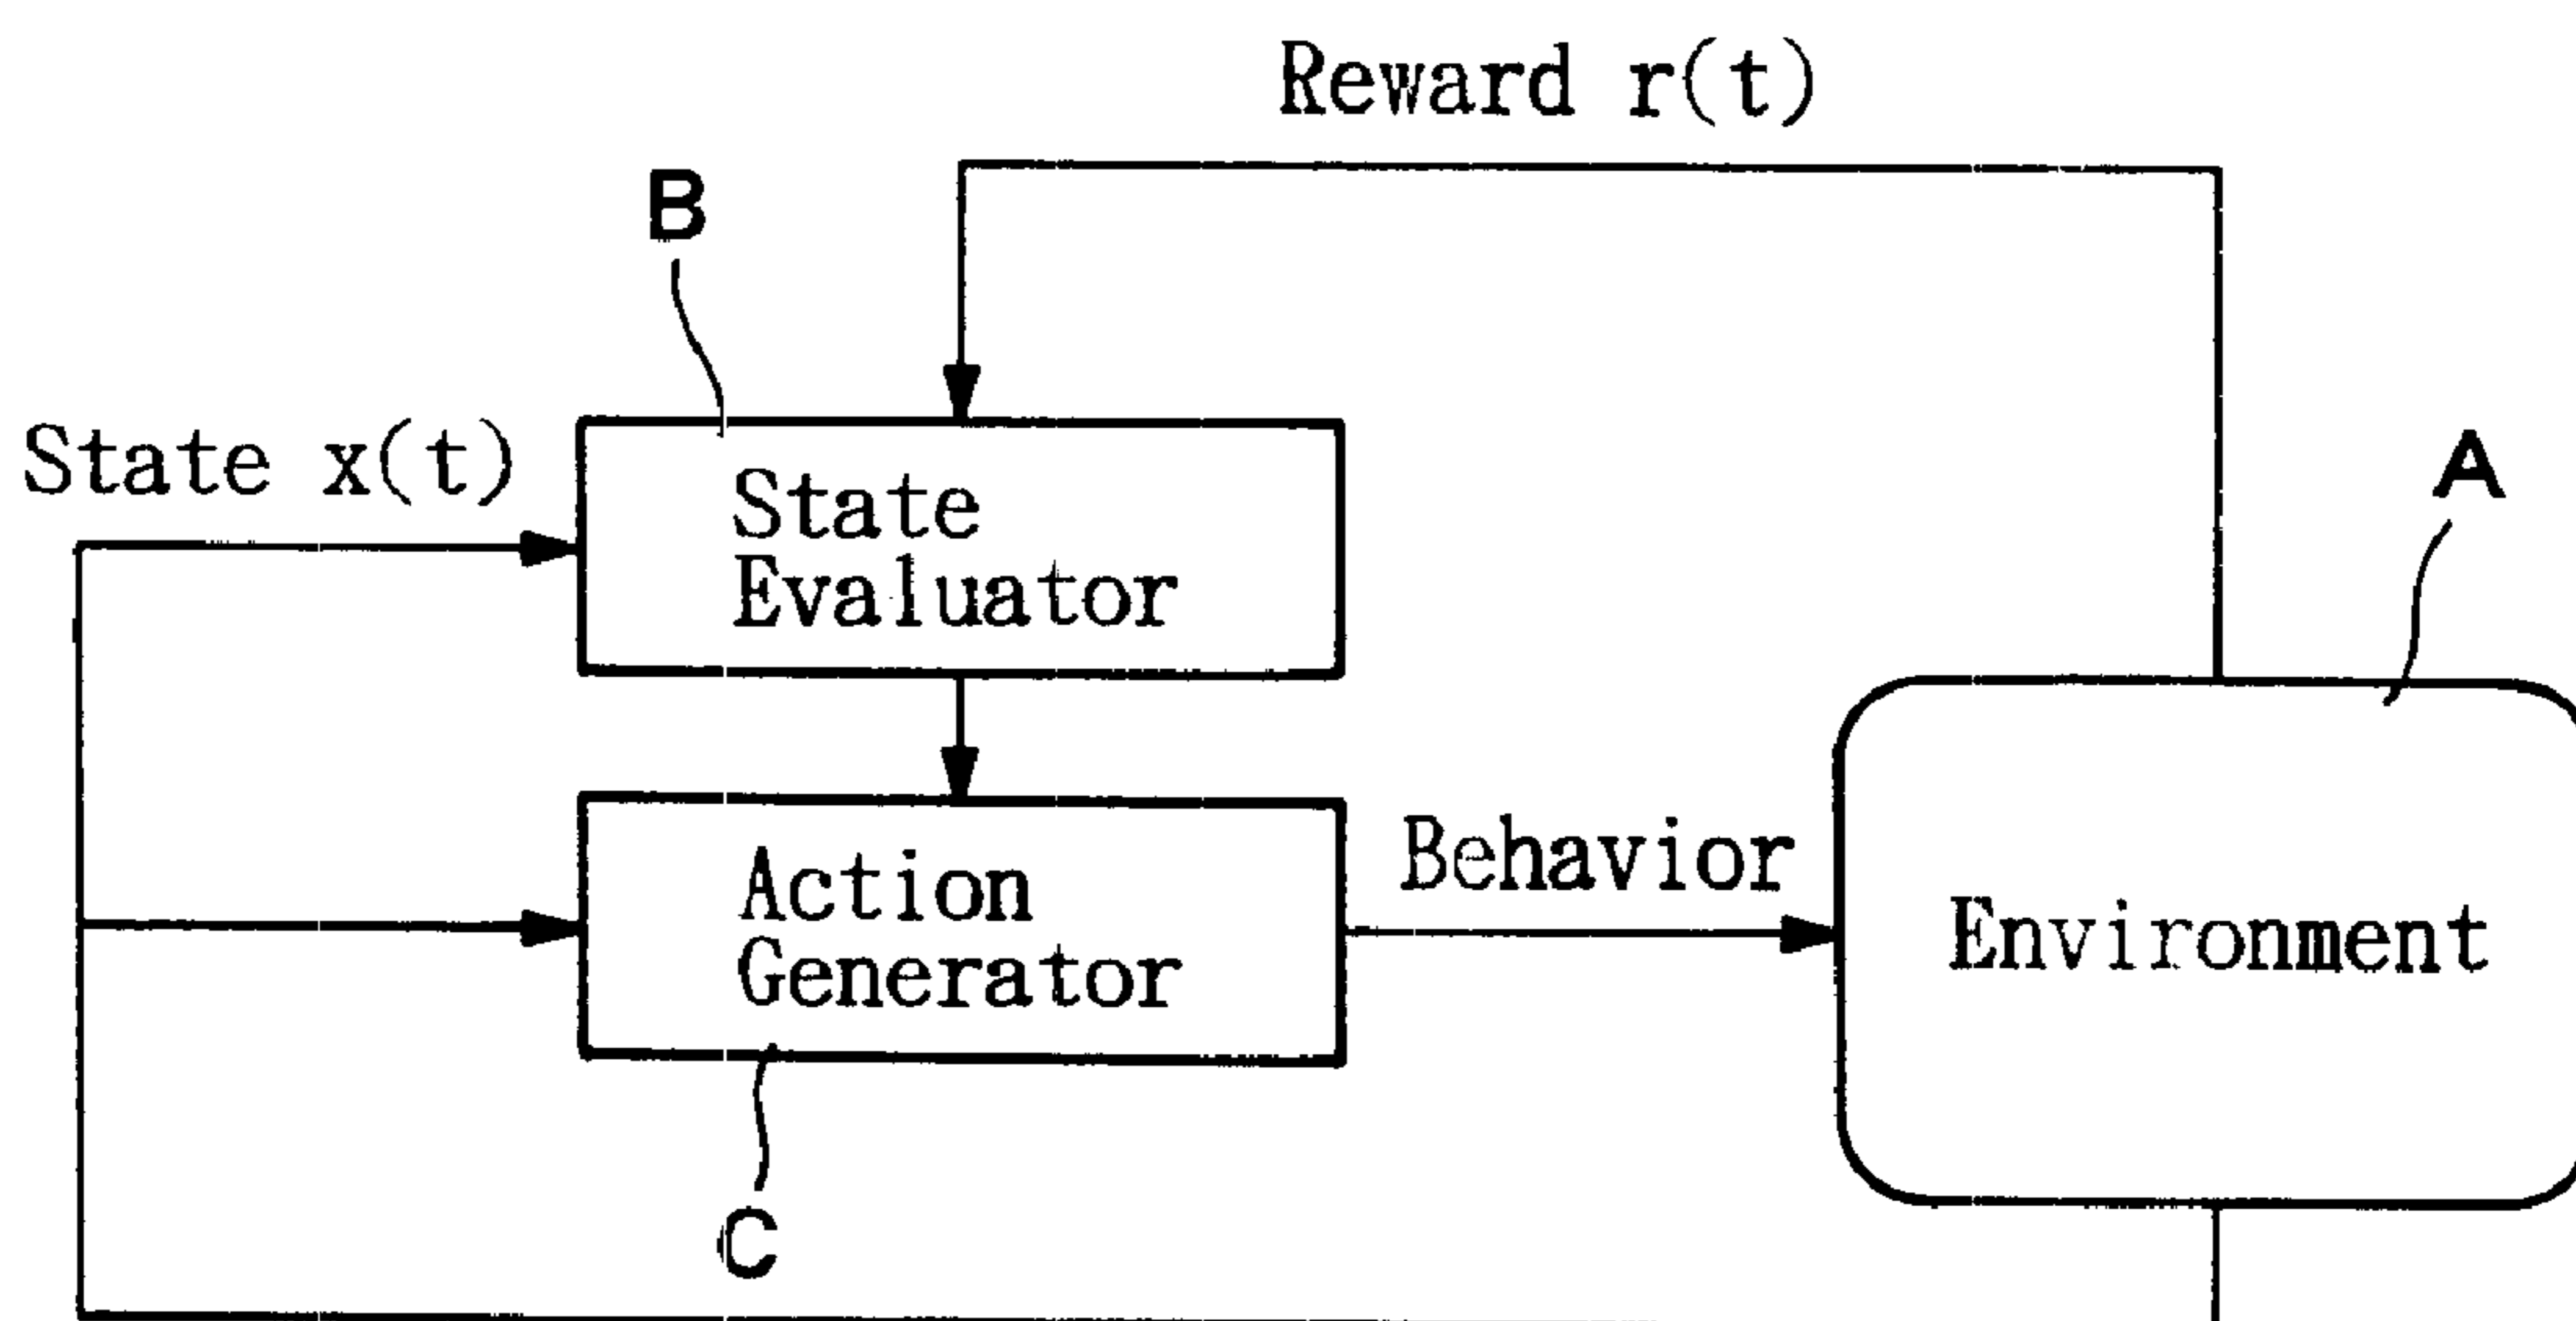 Reward r(t)
B
State x(t)
A
State
Evaluator
Action
Generator
Behavior
Environment
C